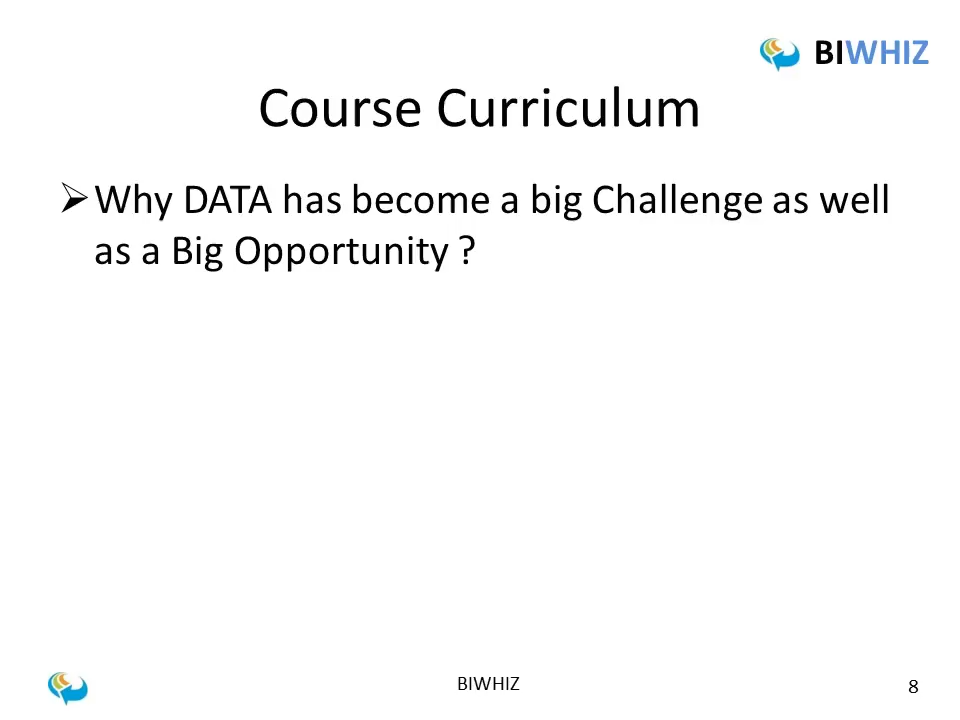 BIWHIZ
Course Curriculum
➢Why DATA has become a big Challenge as well
as a Big Opportunity ?
BIWHIZ
8